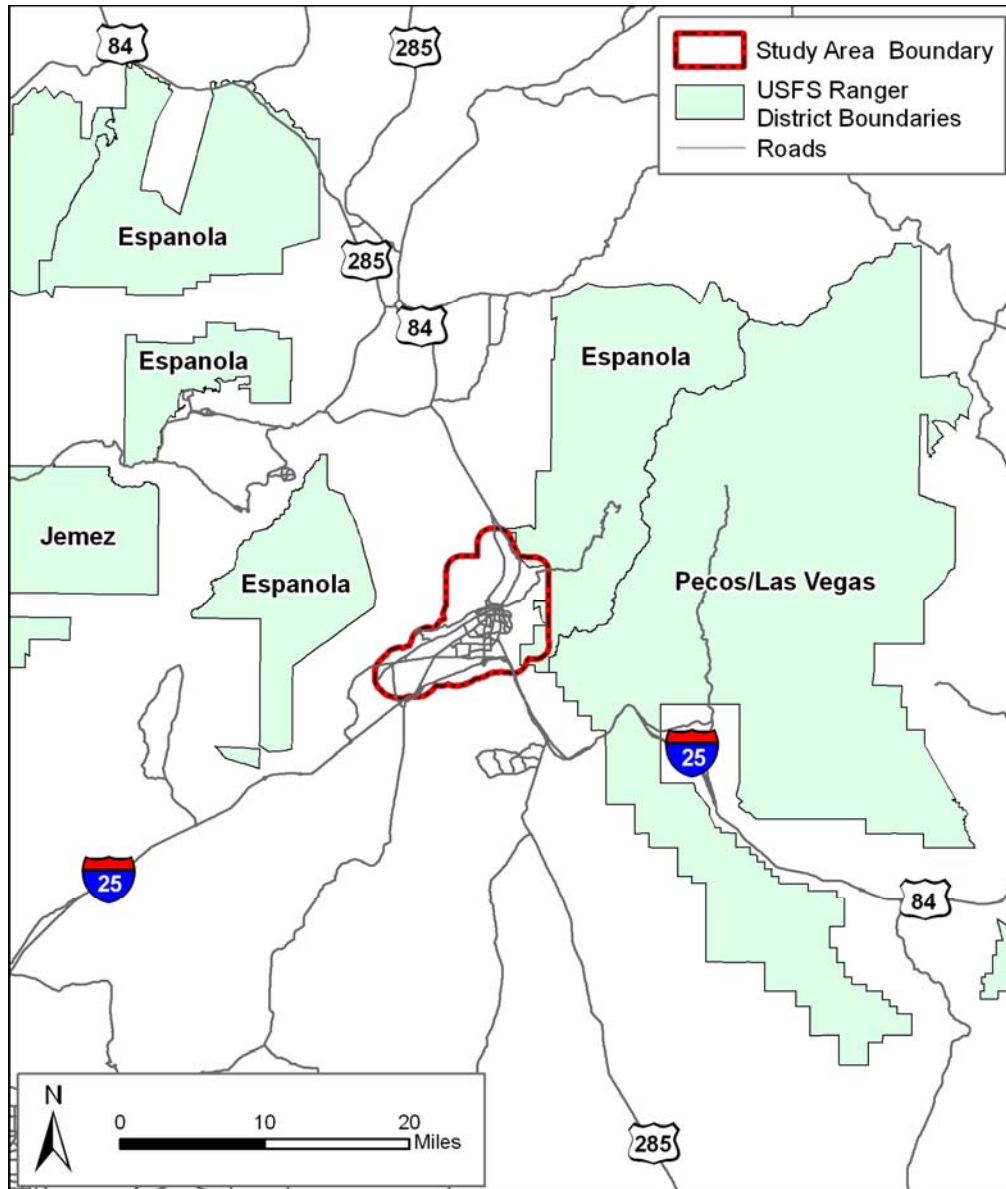 84
285
Study Area Boundary
USFS Ranger
District Boundaries
Roads
Espanola
285
84
Espanola
Espanola
Jemez
Espanola
Pecos/Las Vegas
25
25
84
N
0 10 20
Miles
285